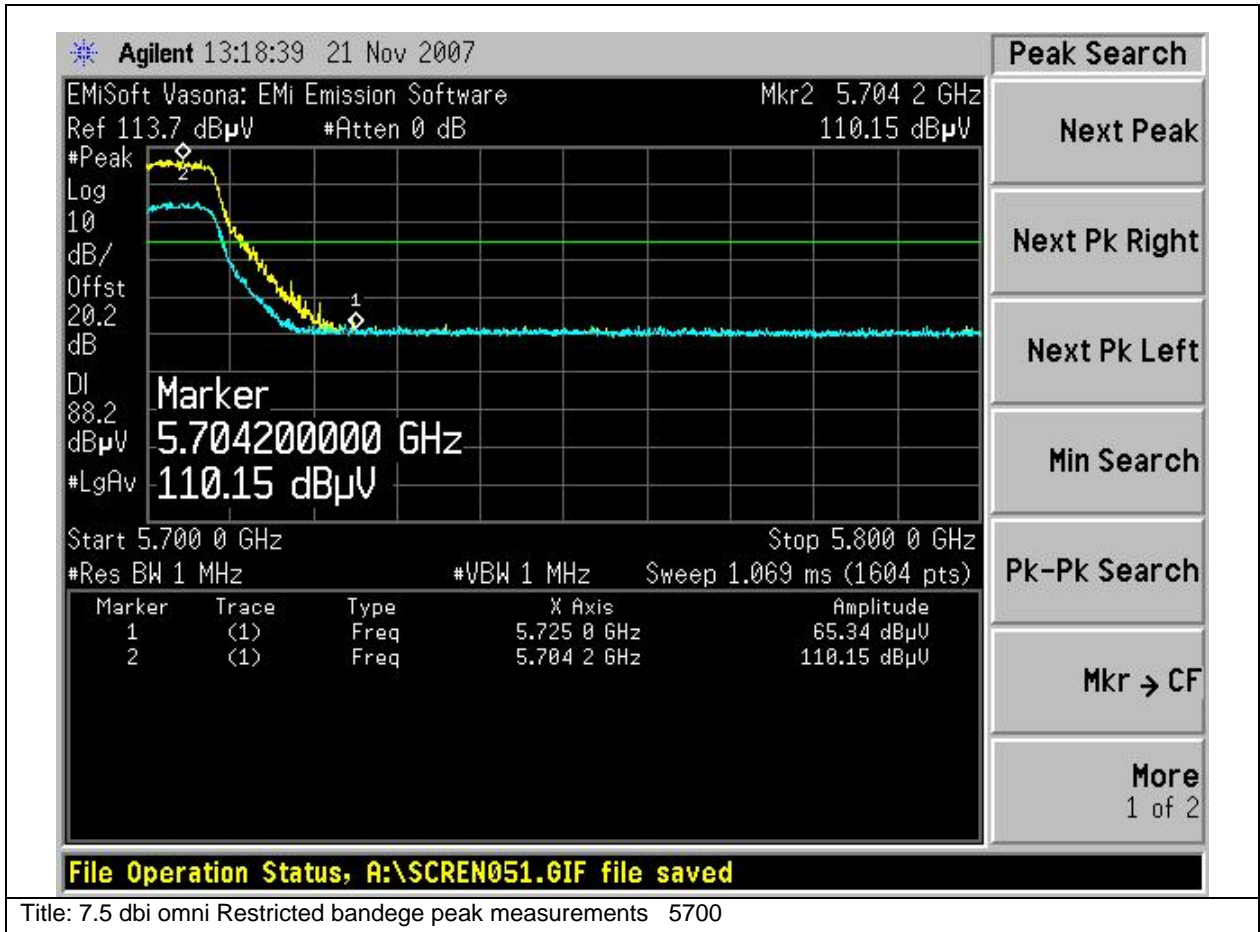 Agilent 13:18:39 21 Nov 2007
Peak Search
EMiSoft Vasona: EMi Emission Software
Mkr2 5.704 2 GHz
Ref 113.7 dBµV #Atten 0 dB
110.15 dBµV
#Peak
Log
10
dB/
Offst
20.2
dB
DI
88.2
dBµV
#LgAv
2
1
Marker
5.704200000 GHz
110.15 dBµV
Start 5.700 0 GHz
Stop 5.800 0 GHz
#Res BW 1 MHz #VBW 1 MHz Sweep 1.069 ms (1604 pts)
Marker Trace Type X Axis Amplitude
1 (1) Freq 5.725 0 GHz 65.34 dBµV
2 (1) Freq 5.704 2 GHz 110.15 dBµV
Next Peak
Next Pk Right
Next Pk Left
Min Search
Pk-Pk Search
Mkr → CF
More
1 of 2
File Operation Status, A:\SCREN051.GIF file saved
Title: 7.5 dbi omni Restricted bandege peak measurements 5700